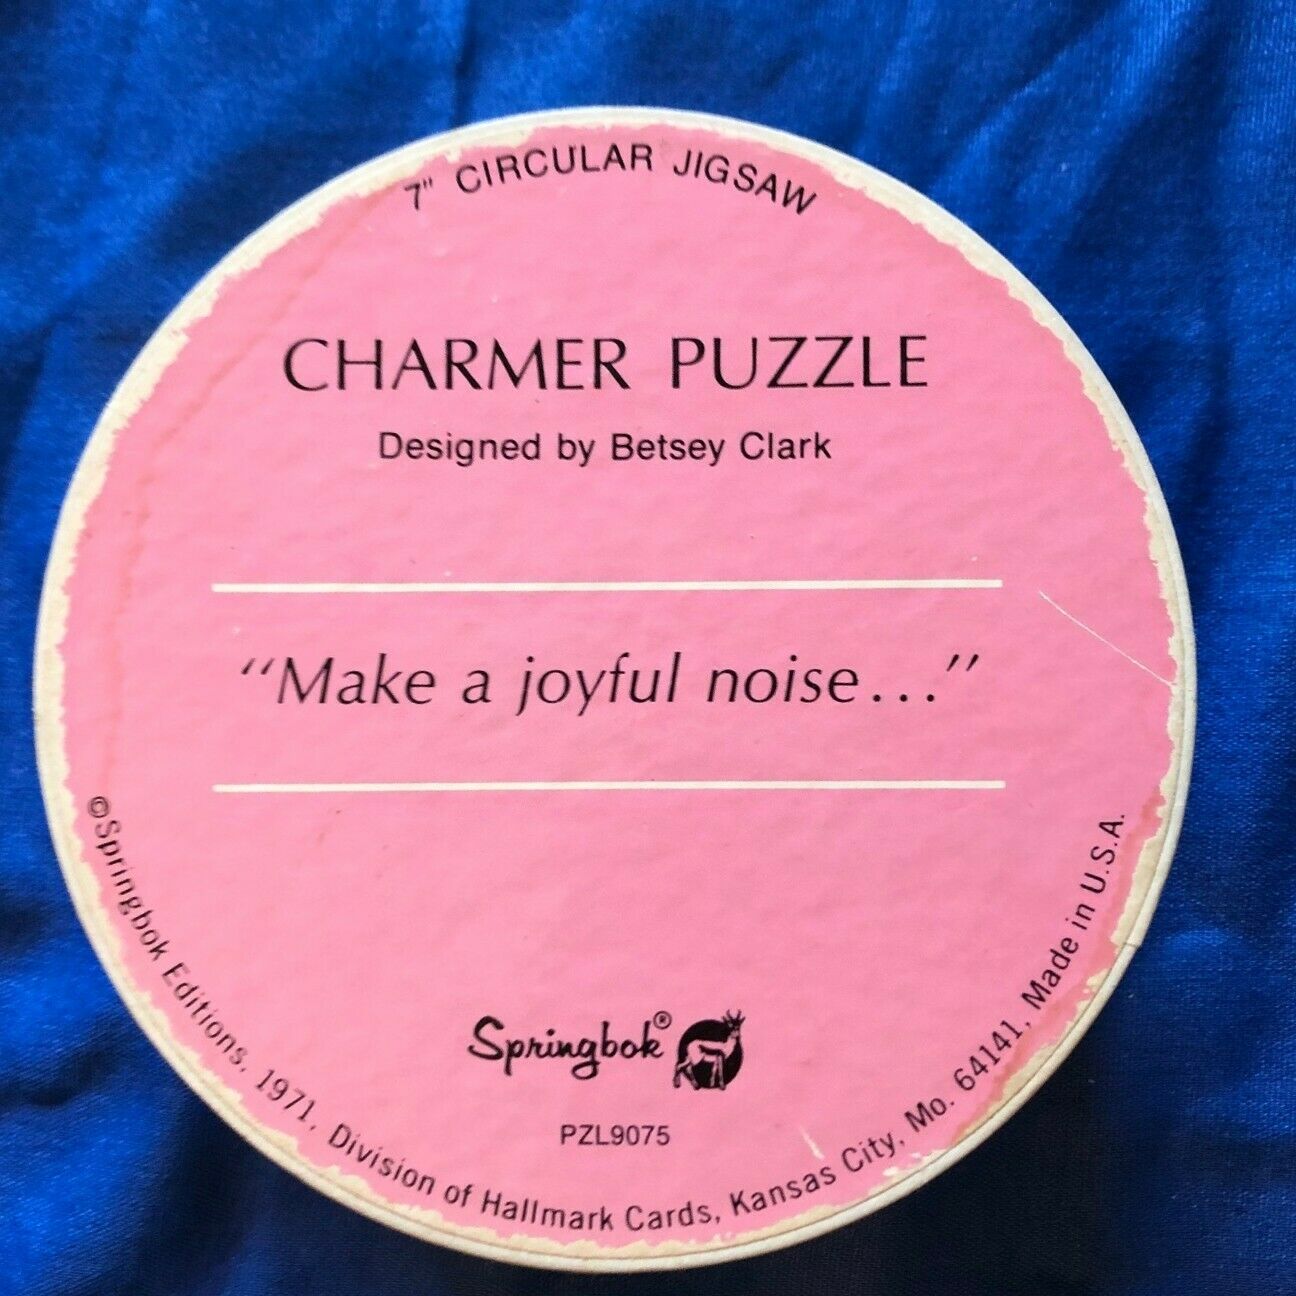 7" CIRCULAR JIGSAW
CHARMER PUZZLE
Designed by Betsey Clark
"Make a joyful noise..."
Springbok®
PZL9075
©Springbok Editions, 1971, Division of Hallmark Cards, Kansas City, Mo. 64141, Made in U.S.A.